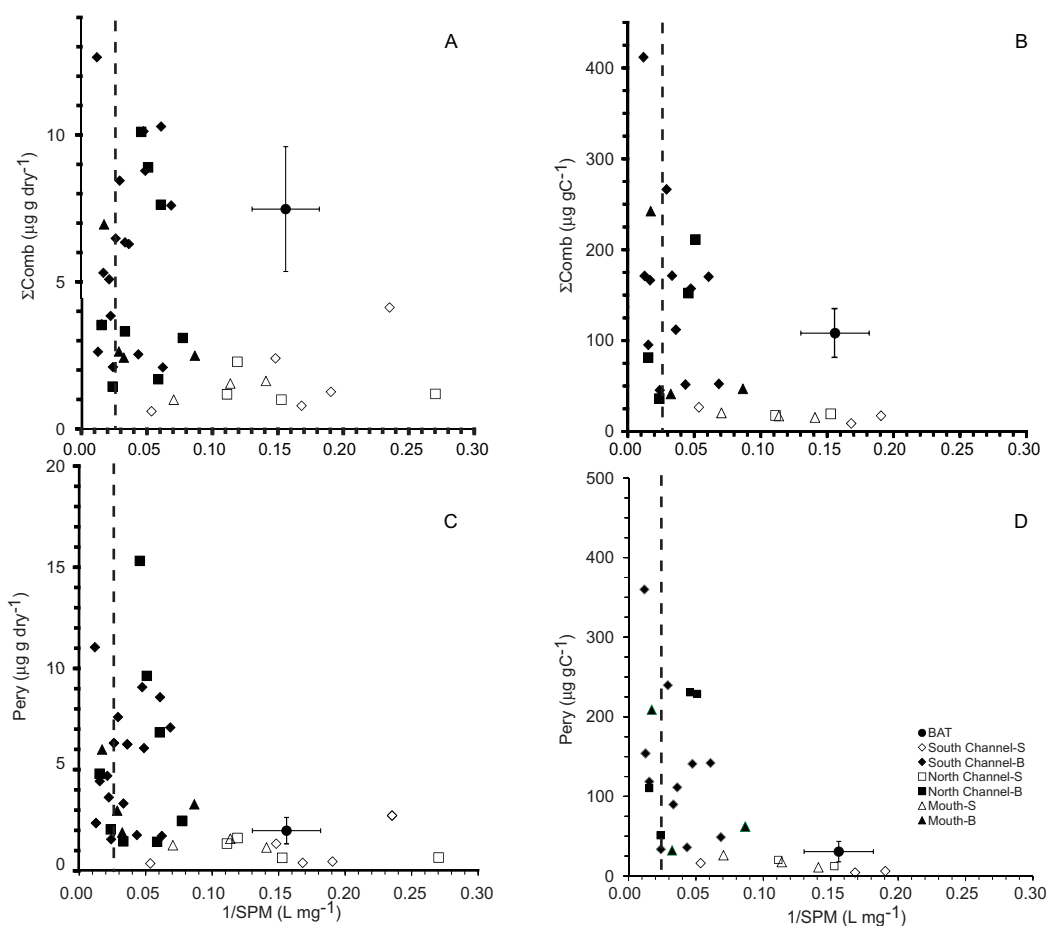 A
ΣComb (µg g dry⁻¹)
10
5
0
0.00 0.05 0.10 0.15 0.20 0.25 0.30
B
ΣComb (µg gC⁻¹)
400
300
200
100
0
0.00 0.05 0.10 0.15 0.20 0.25 0.30
C
Pery (µg g dry⁻¹)
20
15
10
5
0
0.00 0.05 0.10 0.15 0.20 0.25 0.30
1/SPM (L mg⁻¹)
D
Pery (µg gC⁻¹)
500
400
300
200
100
0
BAT
South Channel-S
South Channel-B
North Channel-S
North Channel-B
Mouth-S
Mouth-B
0.00 0.05 0.10 0.15 0.20 0.25 0.30
1/SPM (L mg⁻¹)